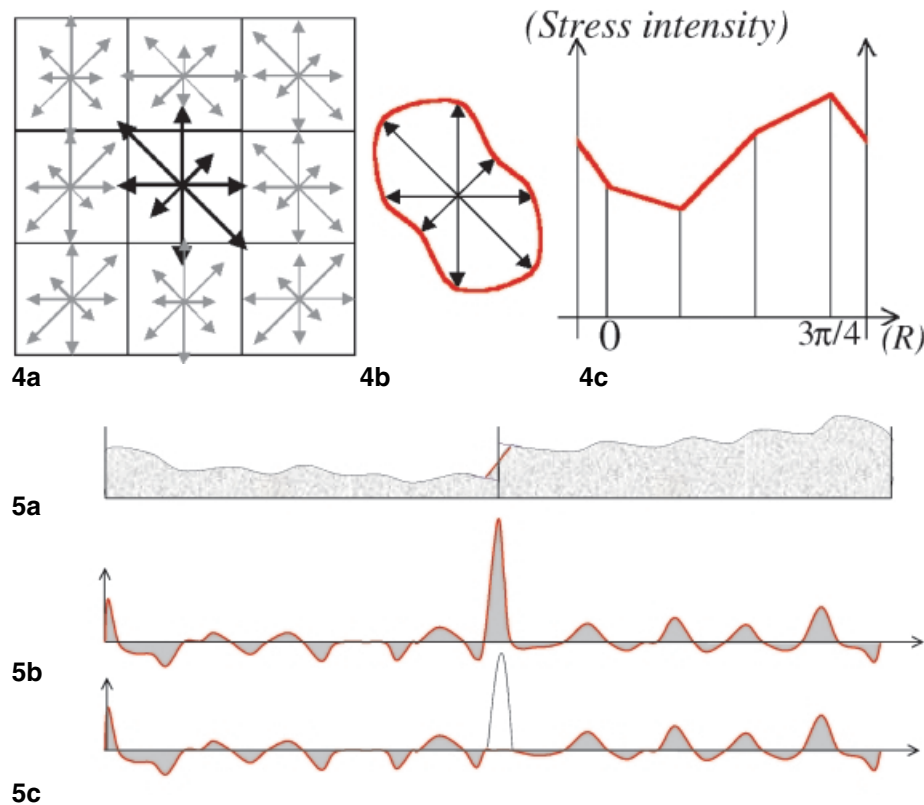 (Stress intensity)
0
3π/4
(R)
4a
4b
4c
5a
5b
5c